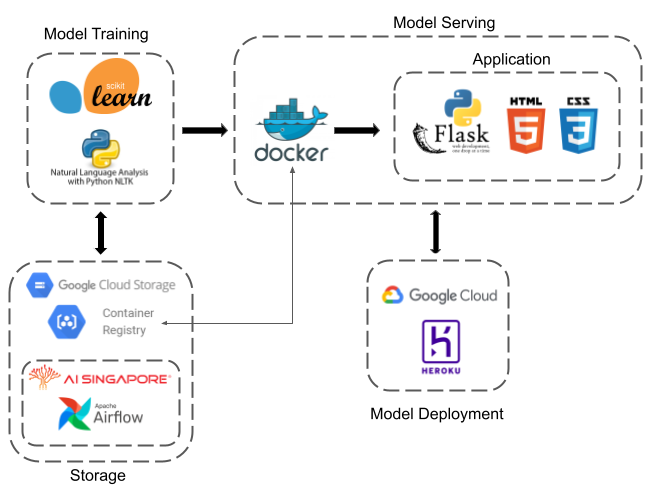 Model Serving
Model Training
Application
scikit
learn
Natural Language Analysis
with Python NLTK
docker
Flask
web development,
one drop at a time
HTML
5
CSS
3
Google Cloud Storage
Container
Registry
AI SINGAPORE®
Apache
Airflow
Storage
Google Cloud
HEROKU
Model Deployment